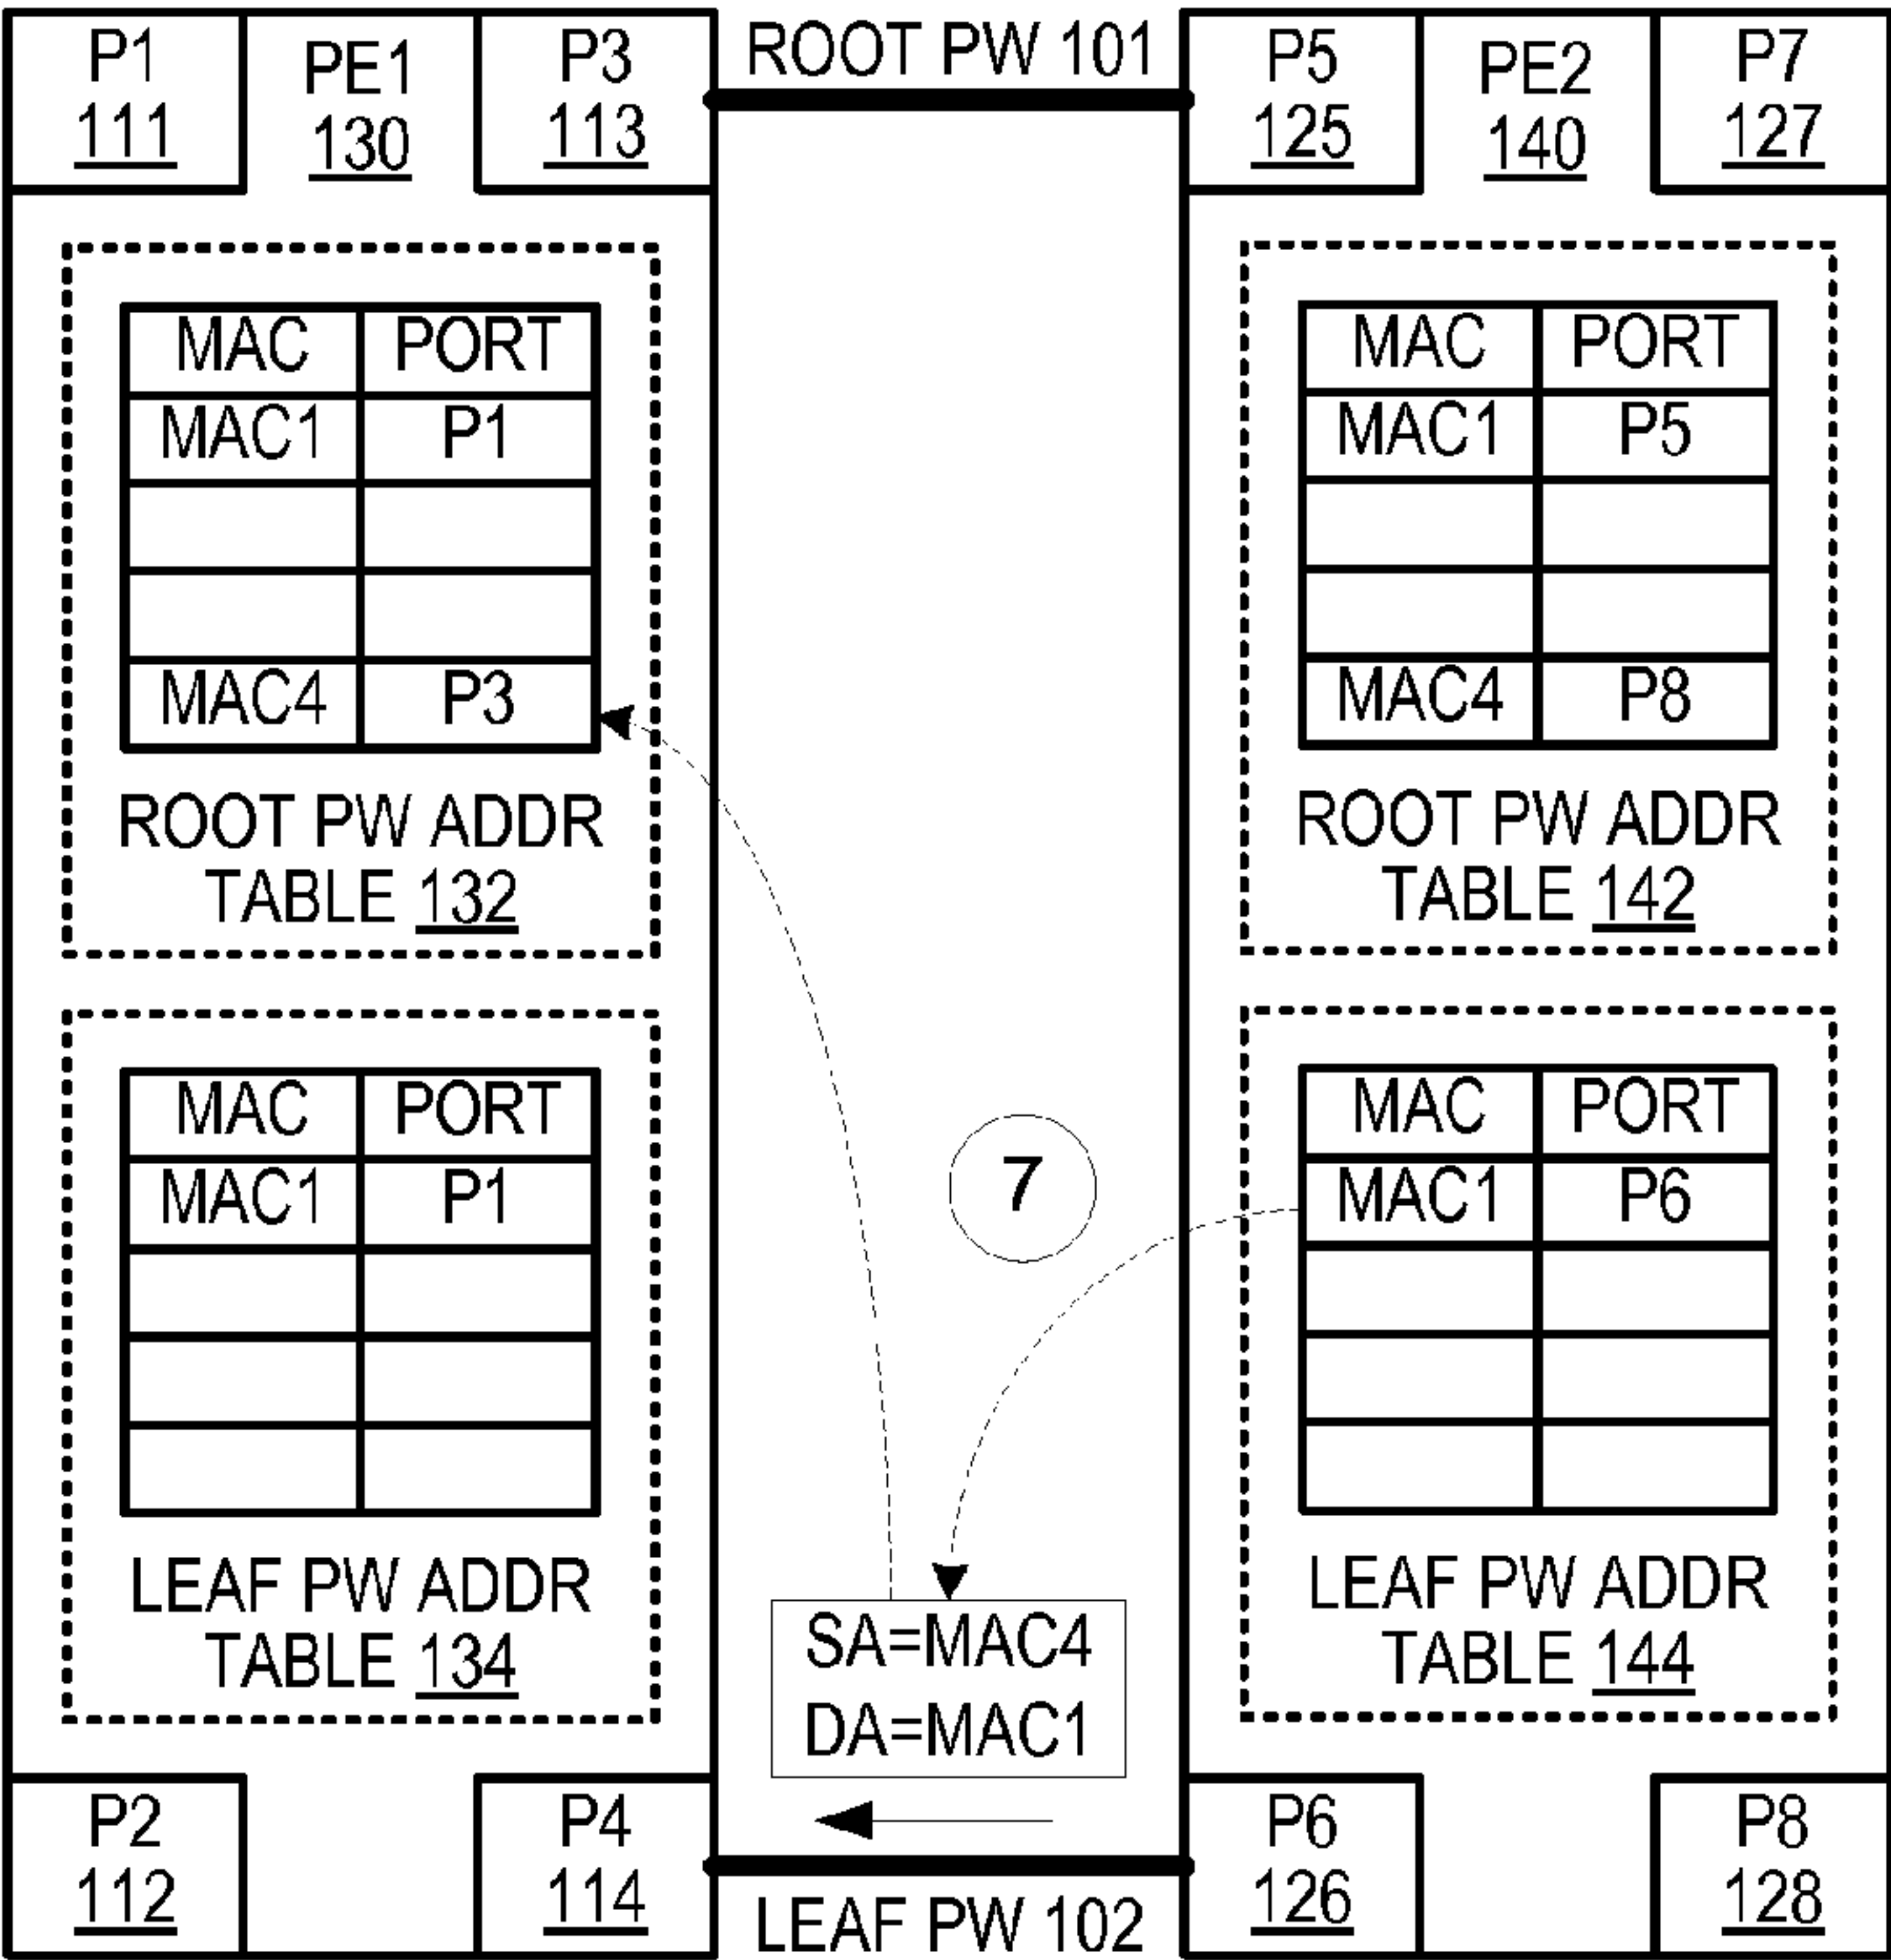 P1
111
PE1
130
P3
113
ROOT PW 101
P5
125
PE2
140
P7
127
MAC PORT
MAC1 P1
MAC4 P3
ROOT PW ADDR
TABLE 132
MAC PORT
MAC1 P5
MAC4 P8
ROOT PW ADDR
TABLE 142
MAC PORT
MAC1 P1
LEAF PW ADDR
TABLE 134
7
MAC PORT
MAC1 P6
LEAF PW ADDR
TABLE 144
SA=MAC4
DA=MAC1
P2
112
P4
114
LEAF PW 102
P6
126
P8
128